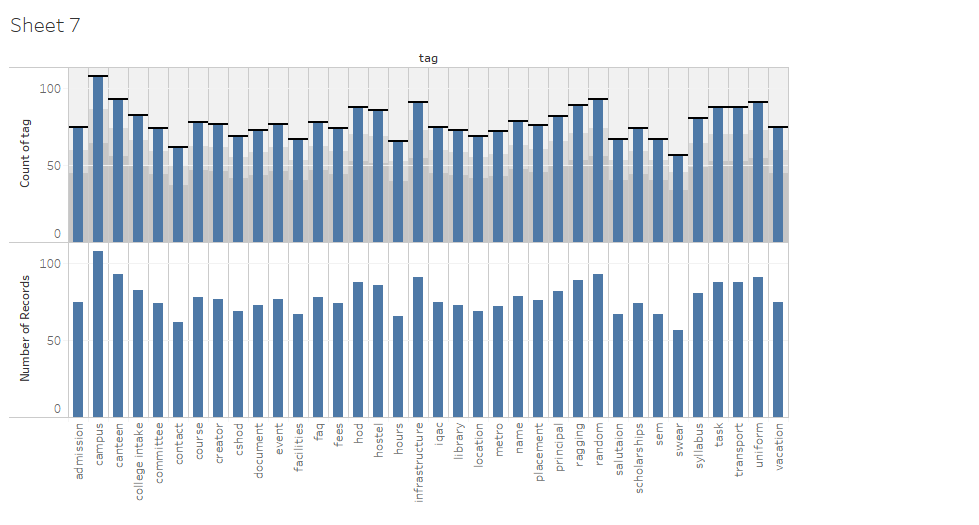 Sheet 7
tag
Count of tag
100
50
0
Number of Records
100
50
0
admission
campus
canteen
college intake
committee
contact
course
creator
cshod
document
event
facilities
faq
fees
hod
hostel
hours
infrastructure
iqac
library
location
metro
name
placement
principal
ragging
random
salutaion
scholarships
sem
swear
syllabus
task
transport
uniform
vacation